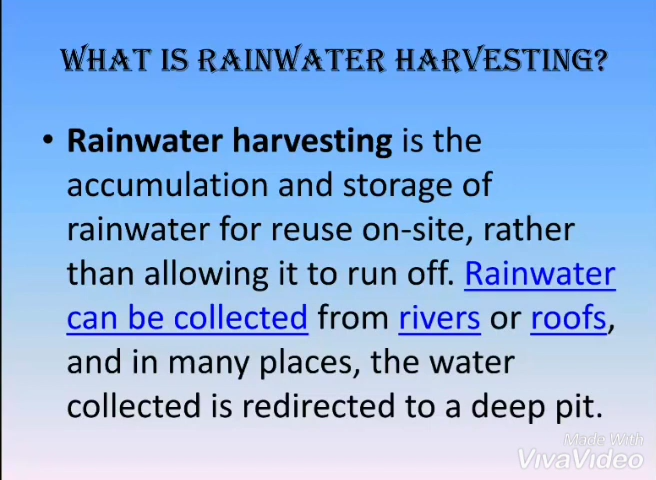 What is Rainwater Harvesting?
• Rainwater harvesting is the
accumulation and storage of
rainwater for reuse on-site, rather
than allowing it to run off. Rainwater
can be collected from rivers or roofs,
and in many places, the water
collected is redirected to a deep pit.
Made With
VivaVideo